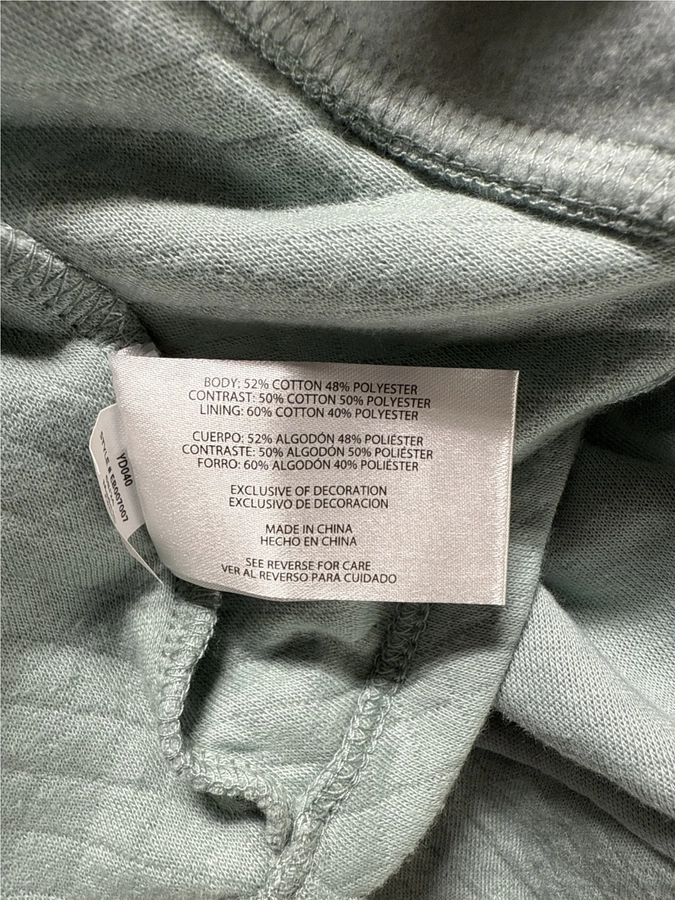 BODY: 52% COTTON 48% POLYESTER
CONTRAST: 50% COTTON 50% POLYESTER
LINING: 60% COTTON 40% POLYESTER
CUERPO: 52% ALGODÓN 48% POLIÉSTER
CONTRASTE: 50% ALGODÓN 50% POLIÉSTER
FORRO: 60% ALGODÓN 40% POLIÉSTER
EXCLUSIVE OF DECORATION
EXCLUSIVO DE DECORACION
MADE IN CHINA
HECHO EN CHINA
SEE REVERSE FOR CARE
VER AL REVERSO PARA CUIDADO
YD040
STYLE #